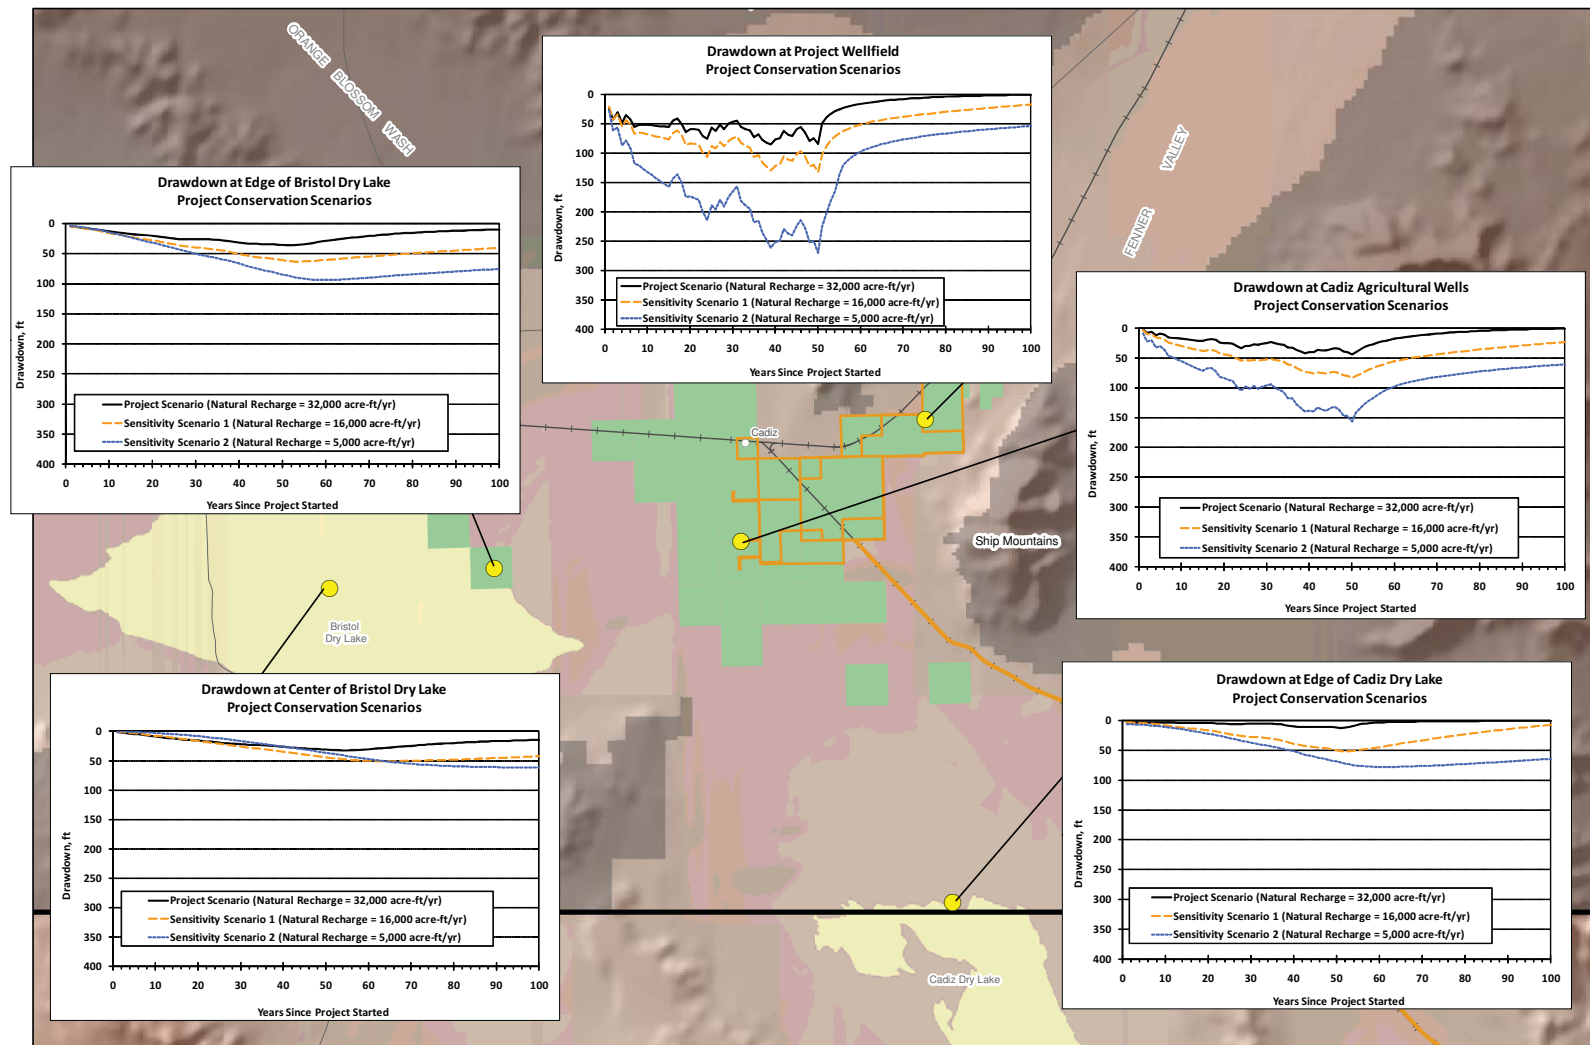 ORANGE BLOSSOM WASH
Drawdown at Project Wellfield
Project Conservation Scenarios
0
50
100
150
200
250
300
350
400
Drawdown, ft
Project Scenario (Natural Recharge = 32,000 acre-ft/yr)
Sensitivity Scenario 1 (Natural Recharge = 16,000 acre-ft/yr)
Sensitivity Scenario 2 (Natural Recharge = 5,000 acre-ft/yr)
0 10 20 30 40 50 60 70 80 90 100
Years Since Project Started
VALLEY
FENNER
Drawdown at Edge of Bristol Dry Lake
Project Conservation Scenarios
0
50
100
150
200
250
300
350
400
Drawdown, ft
Project Scenario (Natural Recharge = 32,000 acre-ft/yr)
Sensitivity Scenario 1 (Natural Recharge = 16,000 acre-ft/yr)
Sensitivity Scenario 2 (Natural Recharge = 5,000 acre-ft/yr)
0 10 20 30 40 50 60 70 80 90 100
Years Since Project Started
Drawdown at Cadiz Agricultural Wells
Project Conservation Scenarios
0
50
100
150
200
250
300
350
400
Drawdown, ft
Project Scenario (Natural Recharge = 32,000 acre-ft/yr)
Sensitivity Scenario 1 (Natural Recharge = 16,000 acre-ft/yr)
Sensitivity Scenario 2 (Natural Recharge = 5,000 acre-ft/yr)
0 10 20 30 40 50 60 70 80 90 100
Years Since Project Started
Cadiz
Ship Mountains
Bristol
Dry Lake
Drawdown at Center of Bristol Dry Lake
Project Conservation Scenarios
0
50
100
150
200
250
300
350
400
Drawdown, ft
Project Scenario (Natural Recharge = 32,000 acre-ft/yr)
Sensitivity Scenario 1 (Natural Recharge = 16,000 acre-ft/yr)
Sensitivity Scenario 2 (Natural Recharge = 5,000 acre-ft/yr)
0 10 20 30 40 50 60 70 80 90 100
Years Since Project Started
Drawdown at Edge of Cadiz Dry Lake
Project Conservation Scenarios
0
50
100
150
200
250
300
350
400
Drawdown, ft
Project Scenario (Natural Recharge = 32,000 acre-ft/yr)
Sensitivity Scenario 1 (Natural Recharge = 16,000 acre-ft/yr)
Sensitivity Scenario 2 (Natural Recharge = 5,000 acre-ft/yr)
0 10 20 30 40 50 60 70 80 90 100
Years Since Project Started
Cadiz Dry Lake